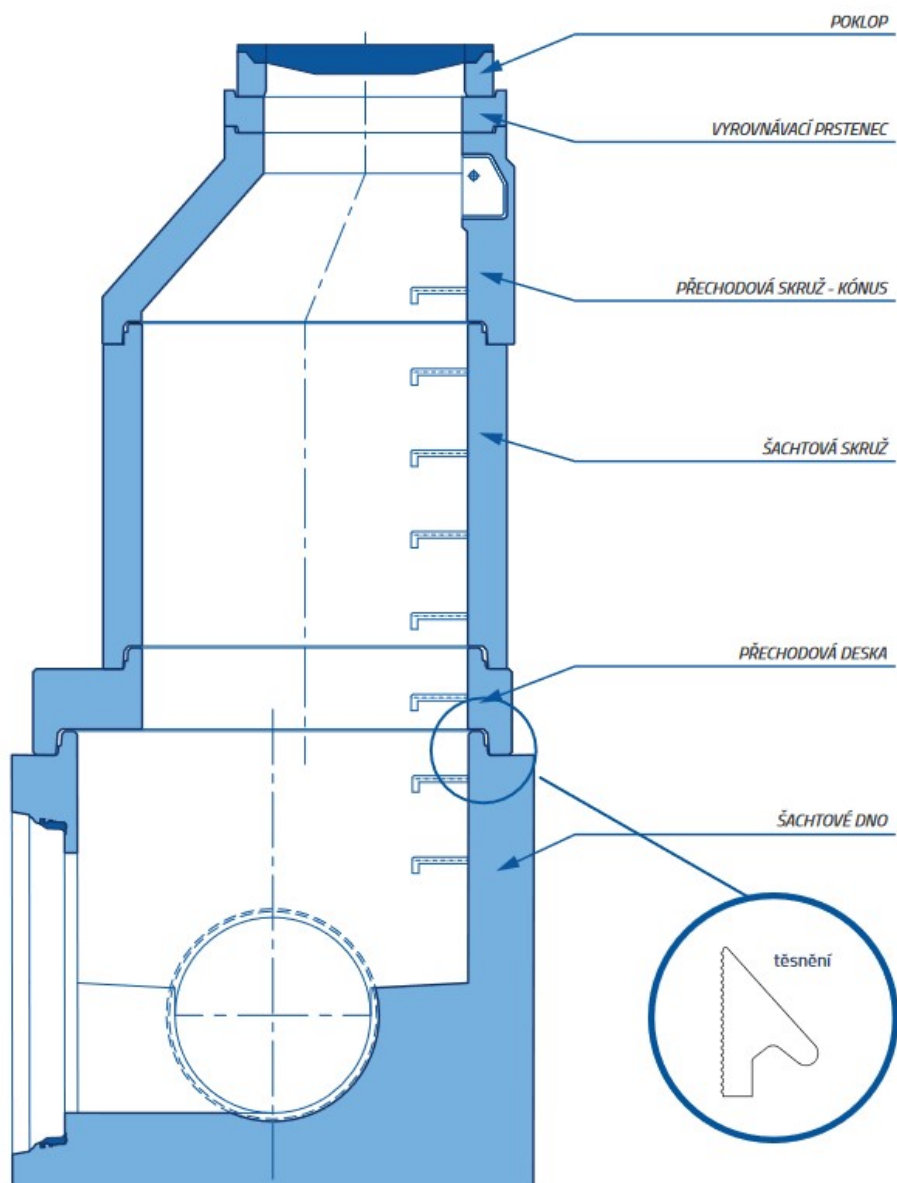 POKLOP
VYROVNÁVACÍ PRSTENEC
PŘECHODOVÁ SKRUŽ - KÓNUS
ŠACHTOVÁ SKRUŽ
PŘECHODOVÁ DESKA
ŠACHTOVÉ DNO
těsnění